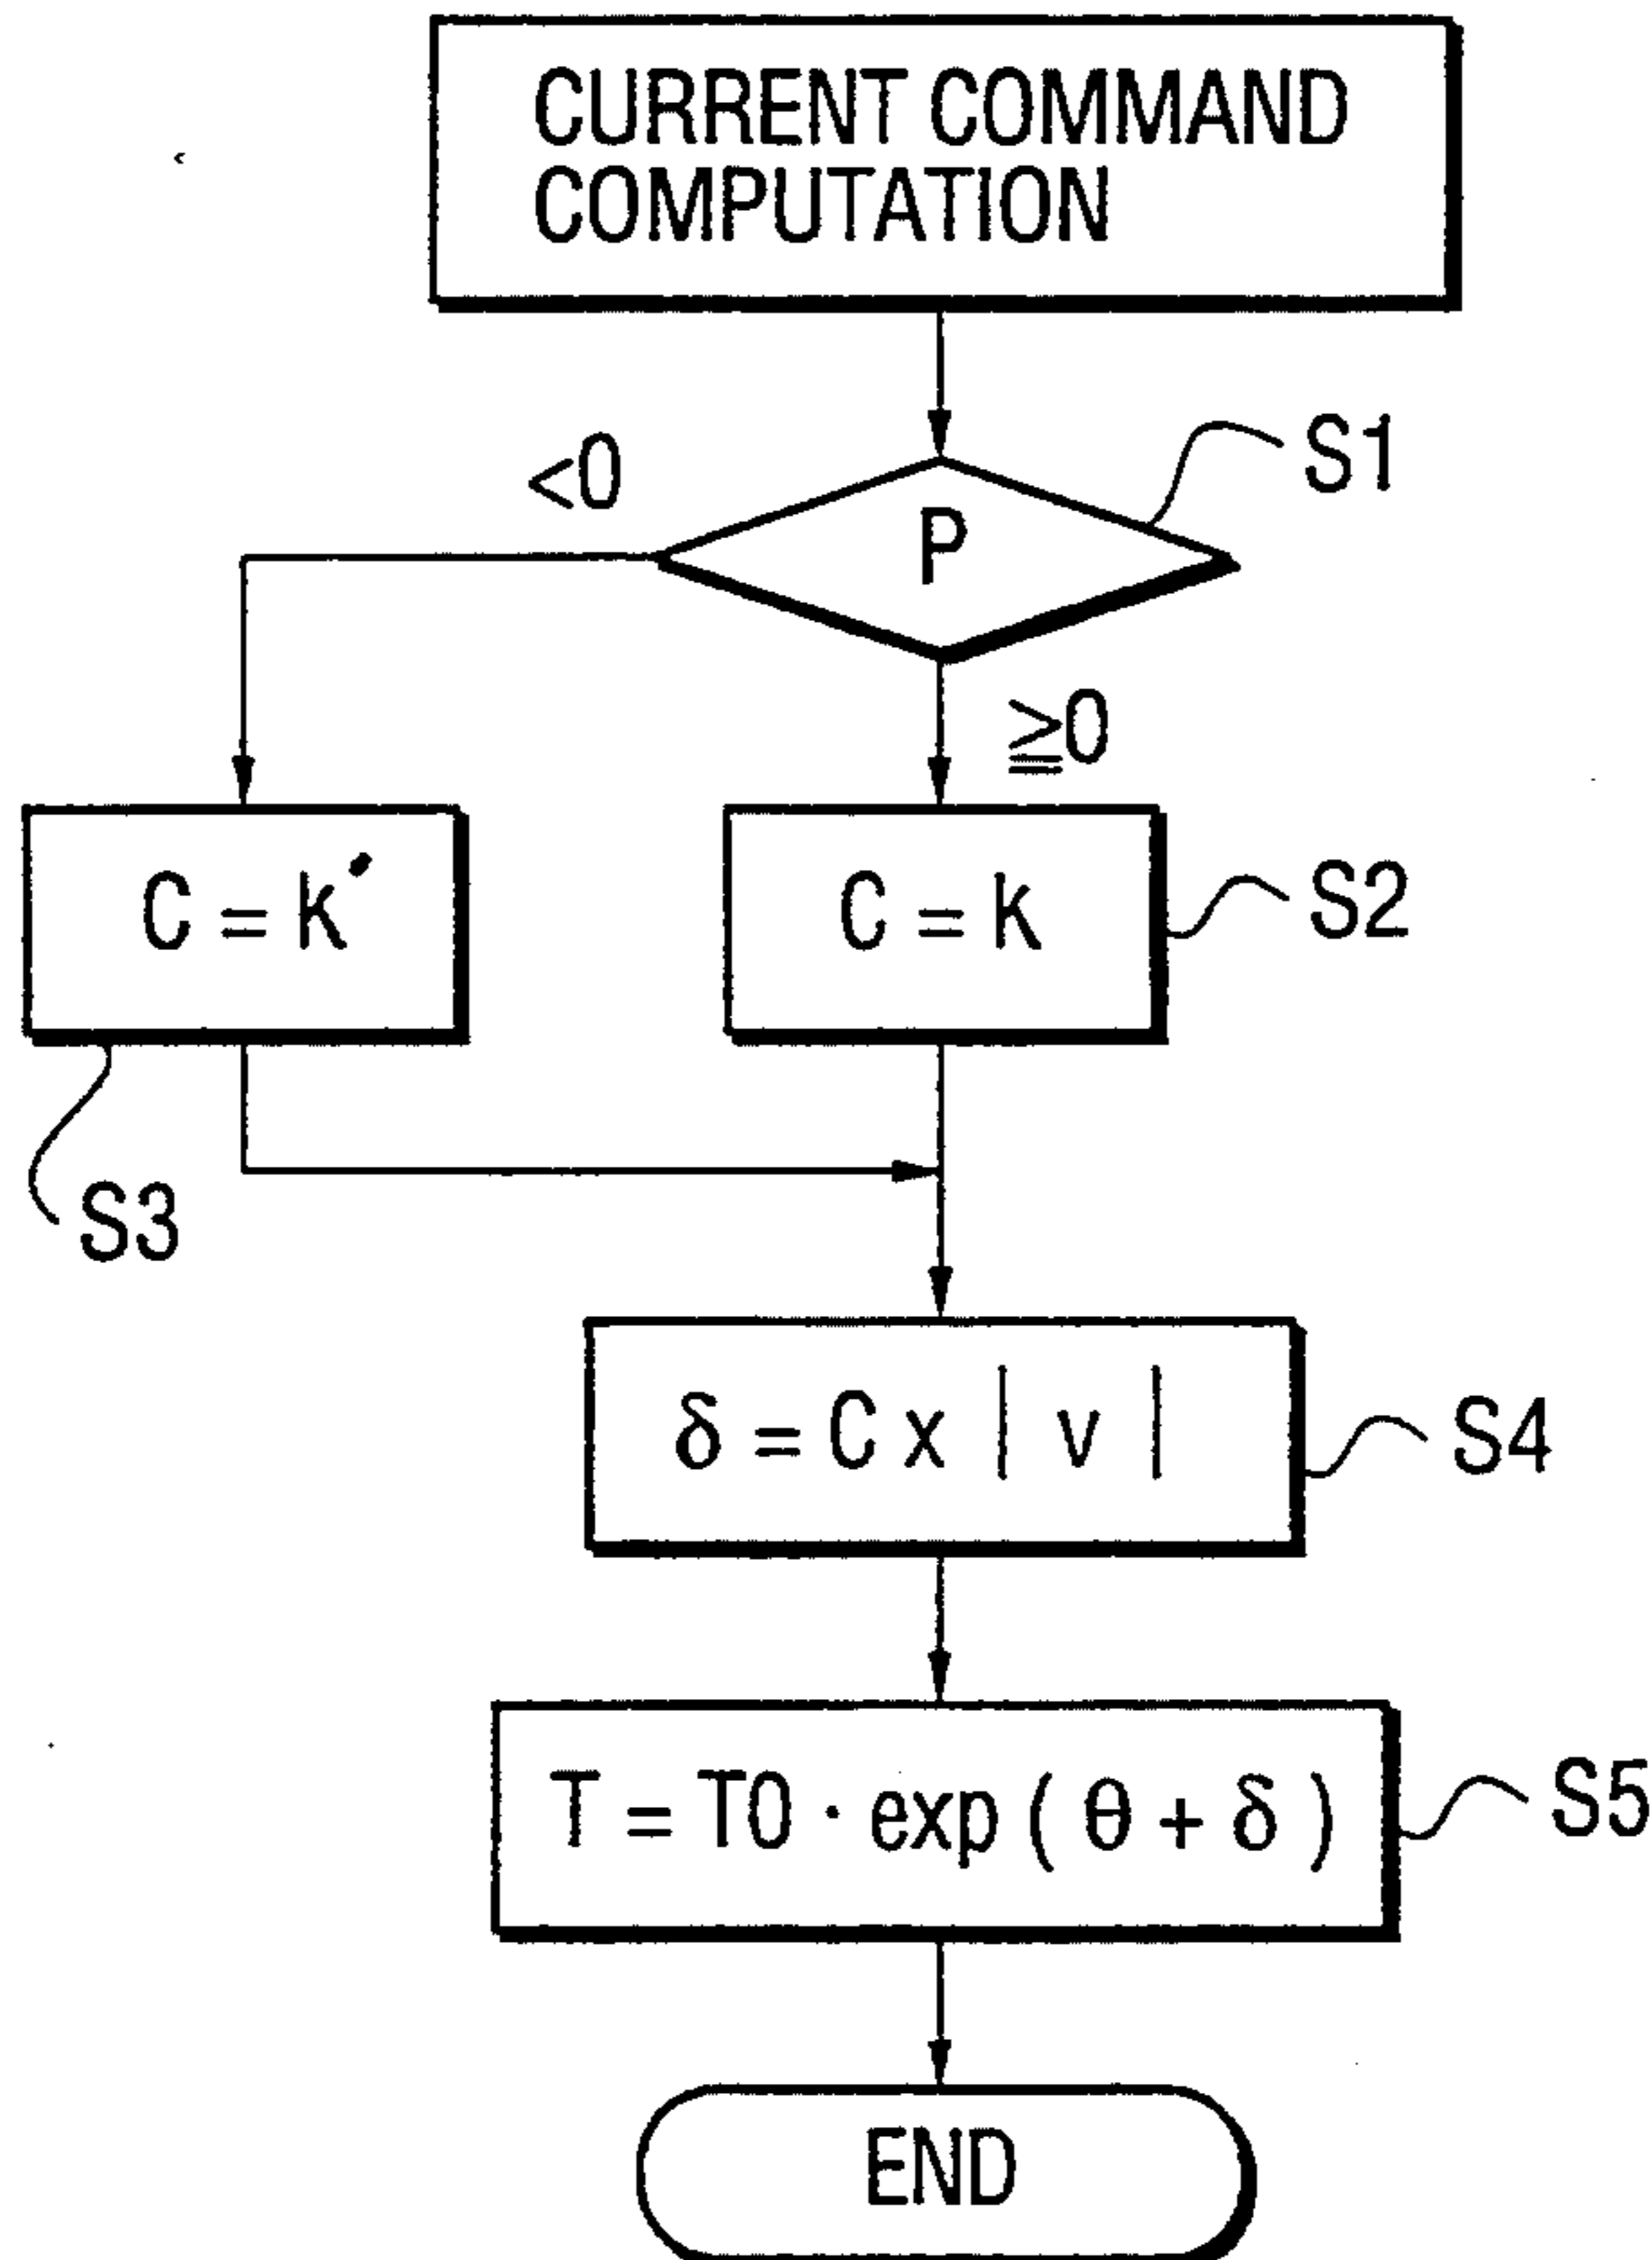 CURRENT COMMAND
COMPUTATION
S1
<0
P
≧0
C = K′
C = K
S2
S3
δ = C x | v |
S4
T = T0 · exp ( θ + δ )
S5
END